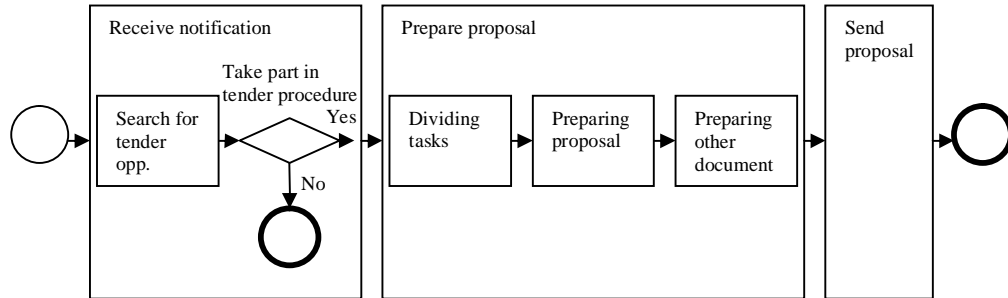 Receive notification
Take part in
tender procedure
Yes
Search for
tender
opp.
No
Prepare proposal
Dividing
tasks
Preparing
proposal
Preparing
other
document
Send
proposal